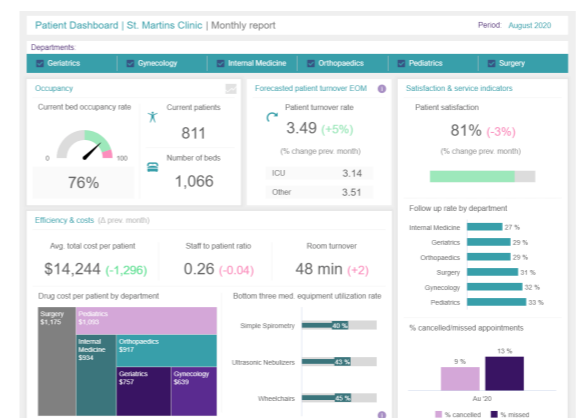 Patient Dashboard | St. Martins Clinic | Monthly report
Period: August 2020
Departments:
Geriatrics
Gynecology
Internal Medicine
Orthopaedics
Pediatrics
Surgery
Occupancy
Current bed occupancy rate
0
100
76%
Current patients
811
Number of beds
1,066
Forecasted patient turnover EOM
Patient turnover rate
3.49 (+5%)
(% change prev. month)
ICU 3.14
Other 3.51
Satisfaction & service indicators
Patient satisfaction
81% (-3%)
(% change prev. month)
Follow up rate by department
Internal Medicine 27 %
Geriatrics 29 %
Orthopaedics 29 %
Surgery 31 %
Gynecology 32 %
Pediatrics 33 %
% cancelled/missed appointments
9 %
13 %
Au '20
% cancelled
% missed
Efficiency & costs (Δ prev. month)
Avg. total cost per patient
$14,244 (-1,296)
Staff to patient ratio
0.26 (-0.04)
Room turnover
48 min (+2)
Drug cost per patient by department
Surgery
$1,175
Pediatrics
$1,093
Internal
Medicine
$934
Orthopaedics
$917
Geriatrics
$757
Gynecology
$639
Bottom three med. equipment utilization rate
Simple Spirometry 40 %
Ultrasonic Nebulizers 43 %
Wheelchairs 45 %